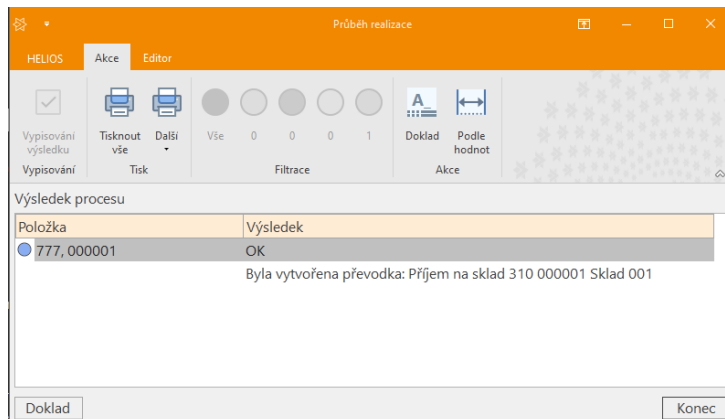 Průběh realizace
HELIOS Akce Editor
Vypisování výsledku
Tisknout vše
Další
Vše
0
0
0
1
Doklad
Podle hodnot
Vypisování
Tisk
Filtrace
Akce
Výsledek procesu
Položka Výsledek
777, 000001 OK
Byla vytvořena převodka: Příjem na sklad 310 000001 Sklad 001
Doklad Konec